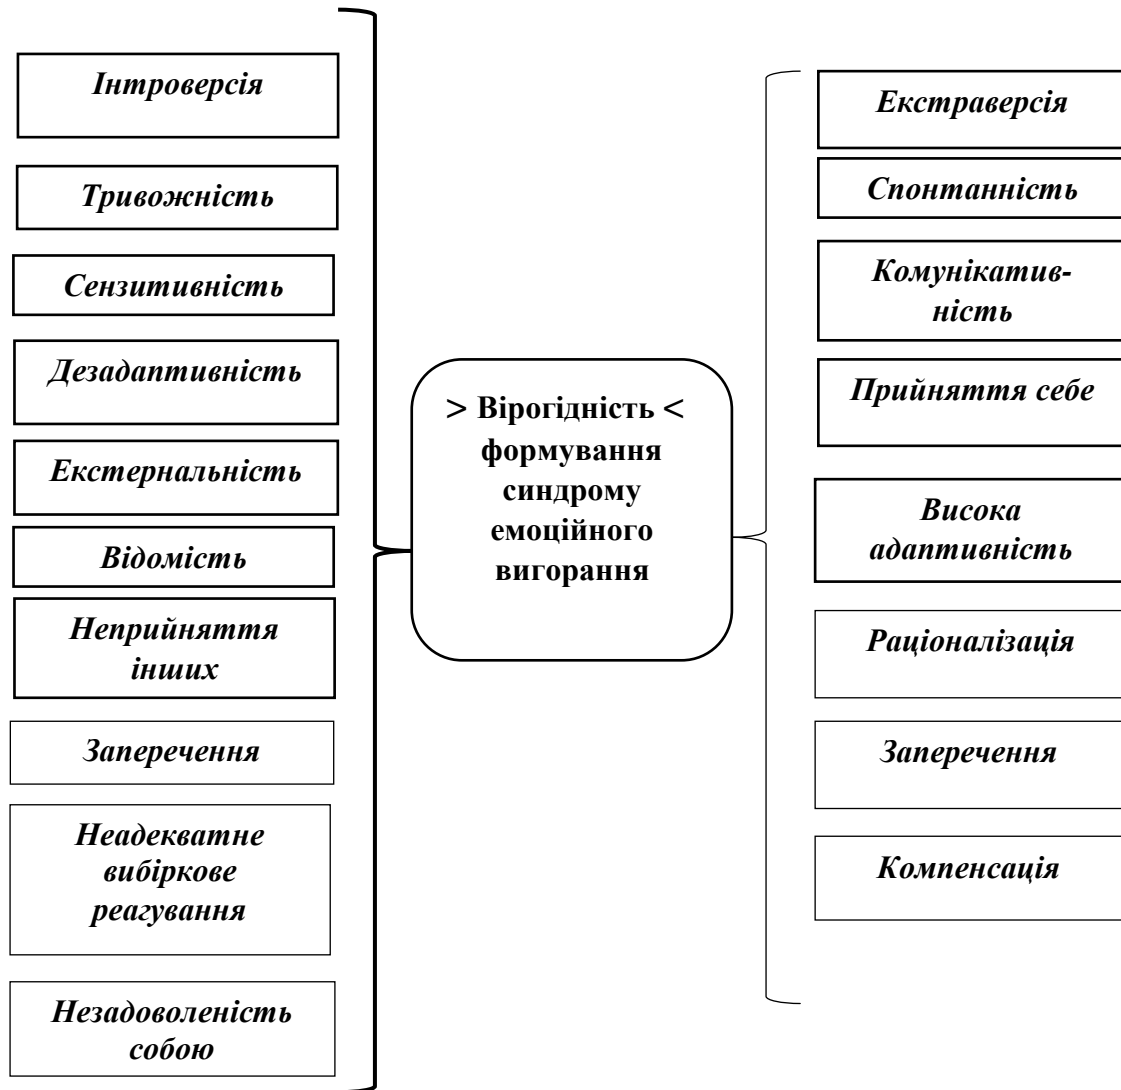 Інтроверсія
Тривожність
Сензитивність
Дезадаптивність
Екстернальність
Відомість
Неприйняття
інших
Заперечення
Неадекватне
вибіркове
реагування
Незадоволеність
собою
> Вірогідність <
формування
синдрому
емоційного
вигорання
Екстраверсія
Спонтанність
Комунікатив-
ність
Прийняття себе
Висока
адаптивність
Раціоналізація
Заперечення
Компенсація